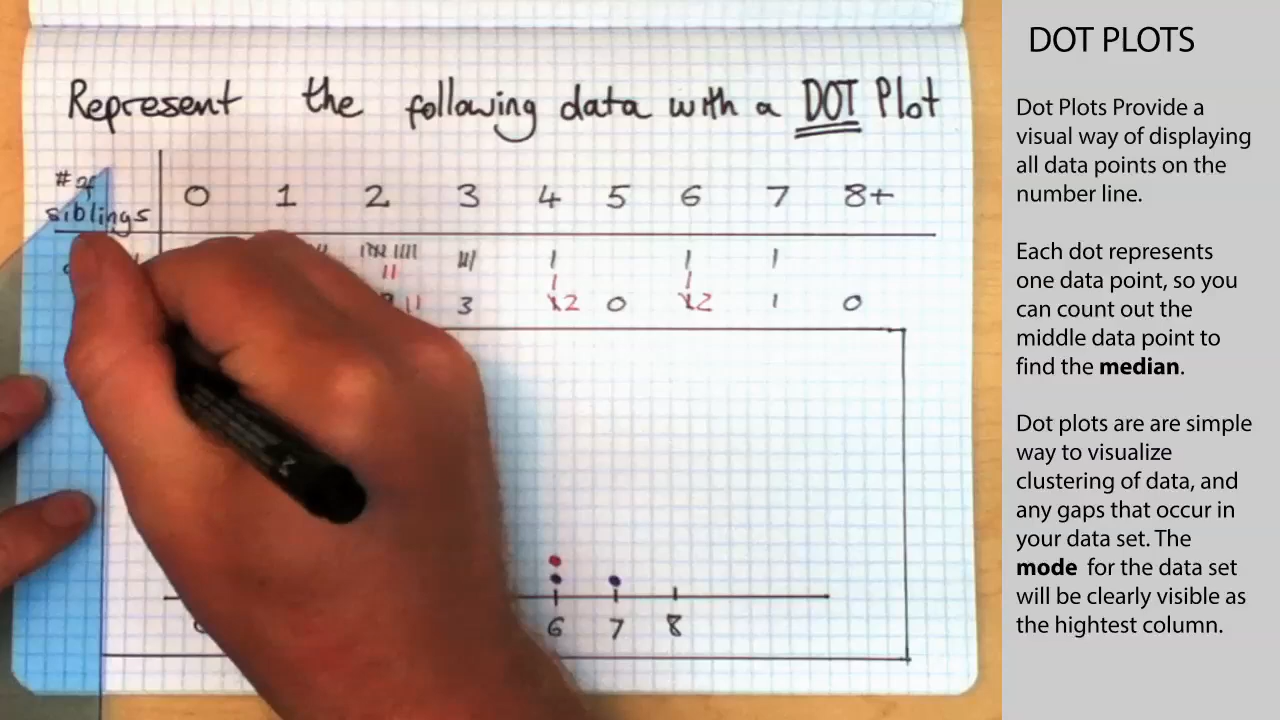 Represent the following data with a DOT Plot
# of
siblings 0 1 2 3 4 5 6 7 8+
3 2 0 2 1 0
6 7 8
DOT PLOTS
Dot Plots Provide a
visual way of displaying
all data points on the
number line.
Each dot represents
one data point, so you
can count out the
middle data point to
find the median.
Dot plots are are simple
way to visualize
clustering of data, and
any gaps that occur in
your data set. The
mode for the data set
will be clearly visible as
the hightest column.